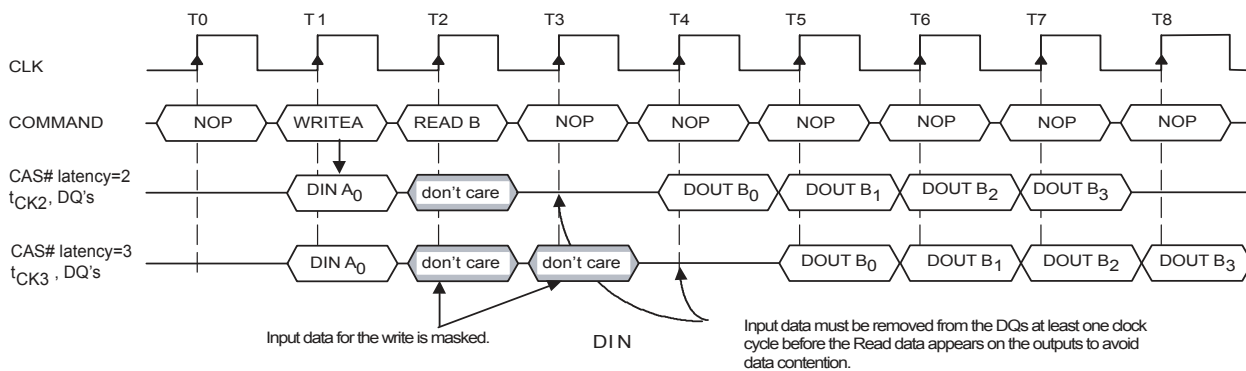 T0 T1 T2 T3 T4 T5 T6 T7 T8
CLK
COMMAND NOP WRITEA READ B NOP NOP NOP NOP NOP NOP
CAS# latency=2
tCK2, DQ's DIN A0 don't care DOUT B0 DOUT B1 DOUT B2 DOUT B3
CAS# latency=3
tCK3, DQ's DIN A0 don't care don't care DOUT B0 DOUT B1 DOUT B2 DOUT B3
Input data for the write is masked.
DIN
Input data must be removed from the DQs at least one clock
cycle before the Read data appears on the outputs to avoid
data contention.